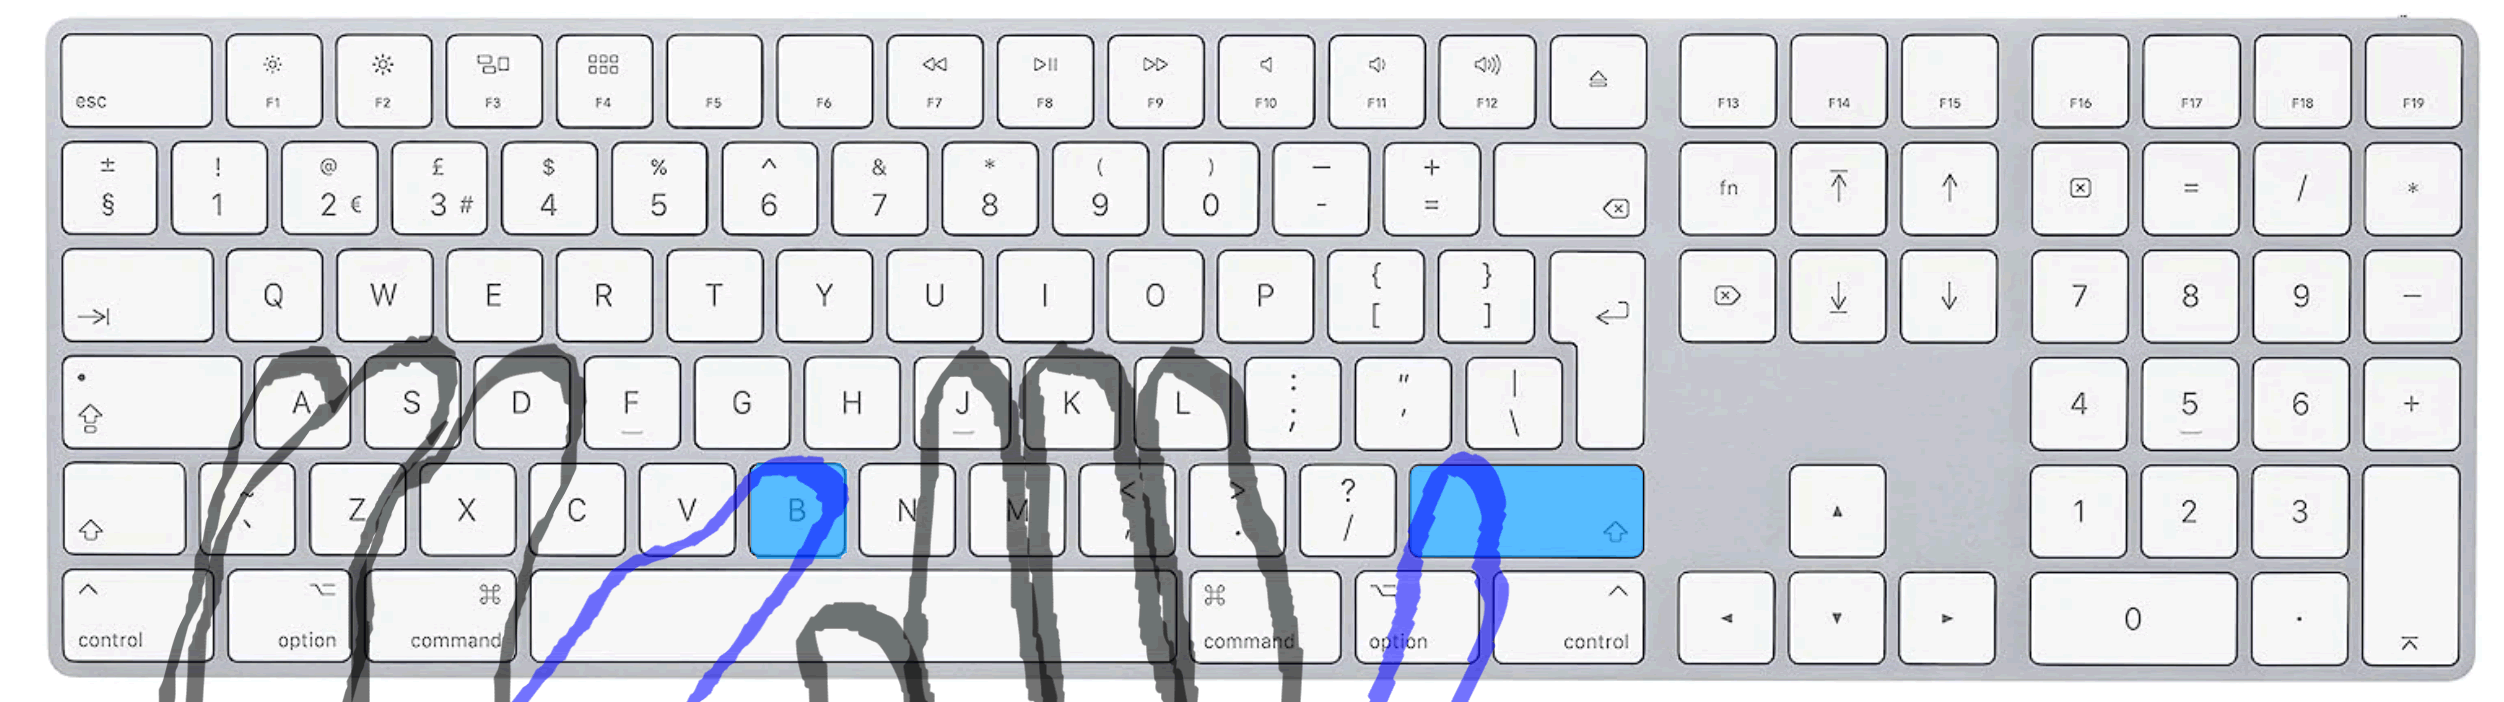 esc F1 F2 F3 F4 F5 F6 F7 F8 F9 F10 F11 F12 F13 F14 F15 F16 F17 F18 F19
± ! @ £ $ % ^ & * ( ) — +
§ 1 2 € 3 # 4 5 6 7 8 9 0 - = fn = / *
Q W E R T Y U I O P { [ } ] 7 8 9 —
A S D F G H J K L : ; " ' | \ 4 5 6 +
~ ` Z X C V B N M < , > . ? / 1 2 3
control option command command option control 0 .